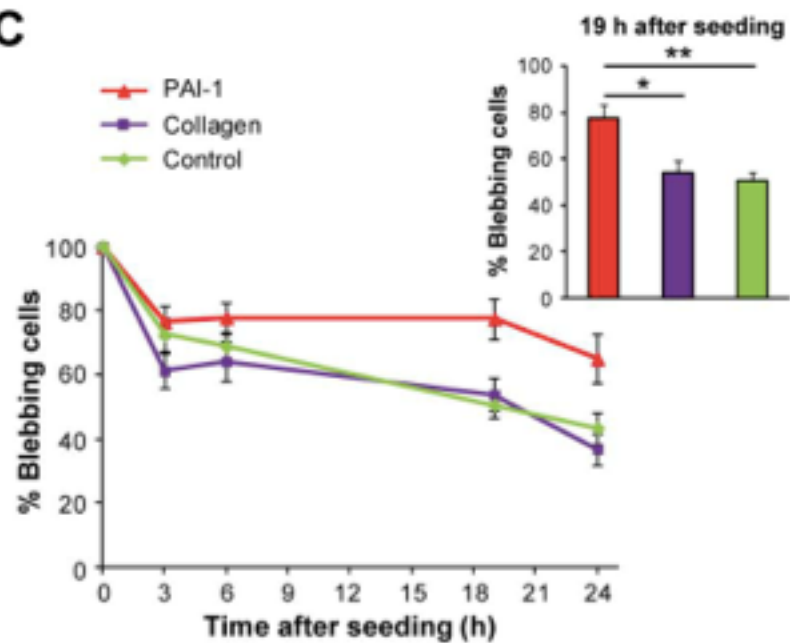 C
19 h after seeding
**
*
% Blebbing cells
100
80
60
40
20
0
PAI-1
Collagen
Control
% Blebbing cells
100
80
60
40
20
0
0 3 6 9 12 15 18 21 24
Time after seeding (h)